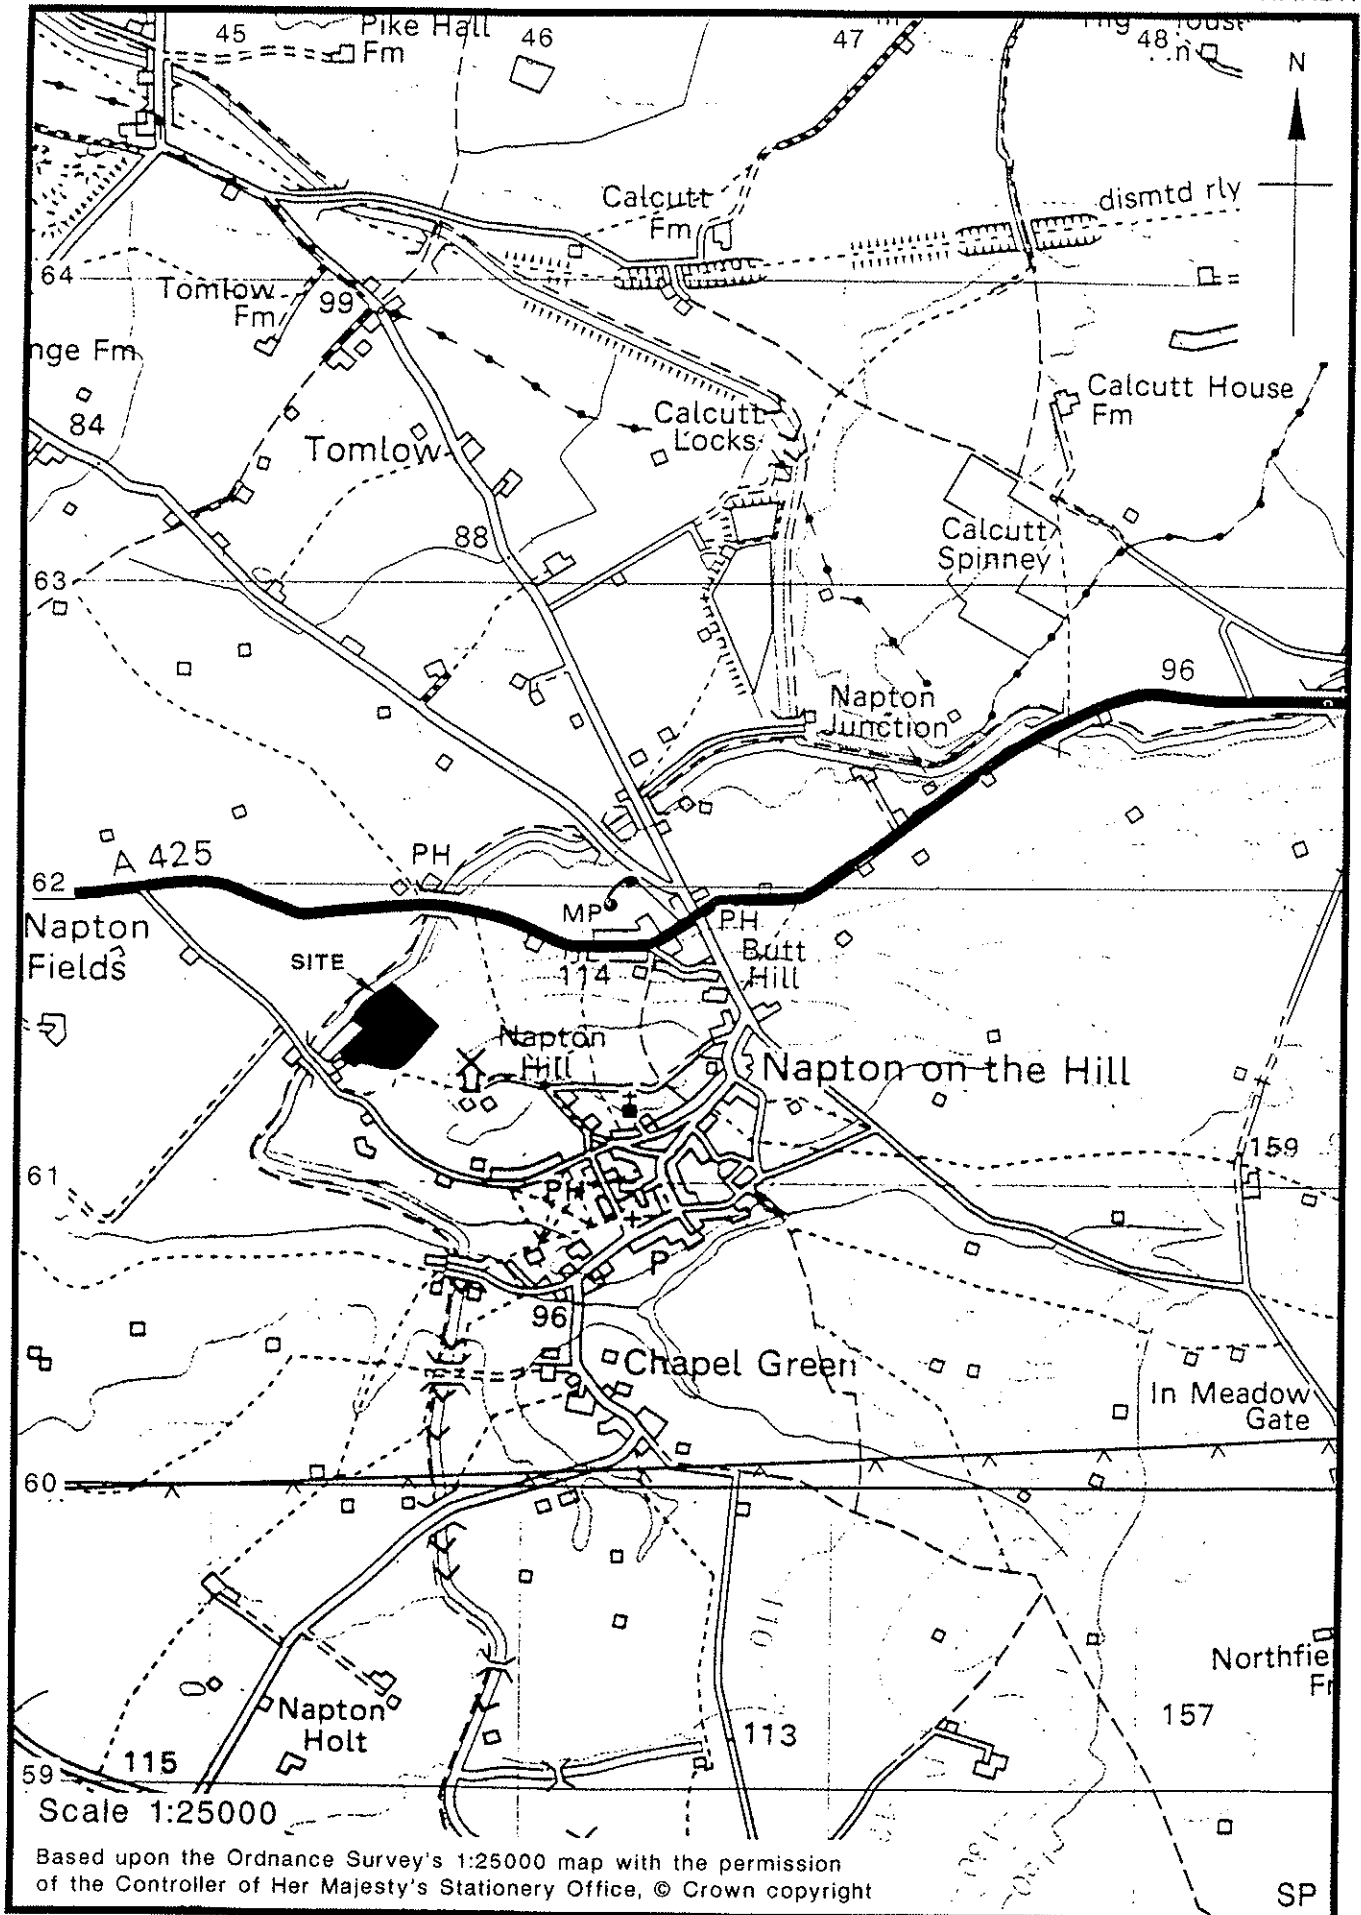 45
Pike Hall
Fm
46
47
48
N
Calcutt
Fm
dismtd rly
64
Tomlow
Fm
99
nge Fm
84
Tomlow
Calcutt
Locks
Calcutt House
Fm
88
Calcutt
Spinney
63
96
Napton
Junction
A 425
PH
62
MP
PH
Napton
Fields
SITE
114
Butt
Hill
Napton
Hill
Napton on the Hill
61
159
PH
P
96
Chapel Green
In Meadow
Gate
60
110
Northfie
Napton
Holt
157
115
113
59
Scale 1:25000
Based upon the Ordnance Survey's 1:25000 map with the permission
of the Controller of Her Majesty's Stationery Office, © Crown copyright
SP